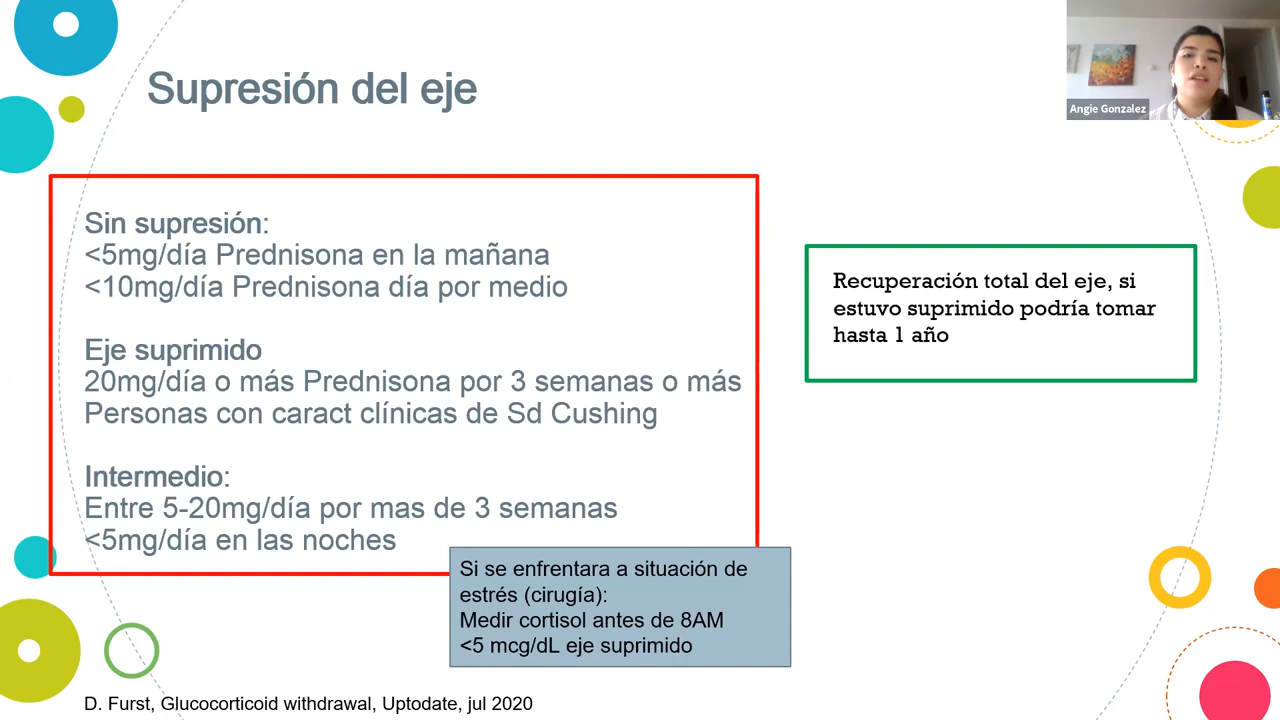 Supresión del eje
Angie Gonzalez
Sin supresión:
<5mg/día Prednisona en la mañana
<10mg/día Prednisona día por medio
Eje suprimido
20mg/día o más Prednisona por 3 semanas o más
Personas con caract clínicas de Sd Cushing
Intermedio:
Entre 5-20mg/día por mas de 3 semanas
<5mg/día en las noches
Recuperación total del eje, si
estuvo suprimido podría tomar
hasta 1 año
Si se enfrentara a situación de
estrés (cirugía):
Medir cortisol antes de 8AM
<5 mcg/dL eje suprimido
D. Furst, Glucocorticoid withdrawal, Uptodate, jul 2020